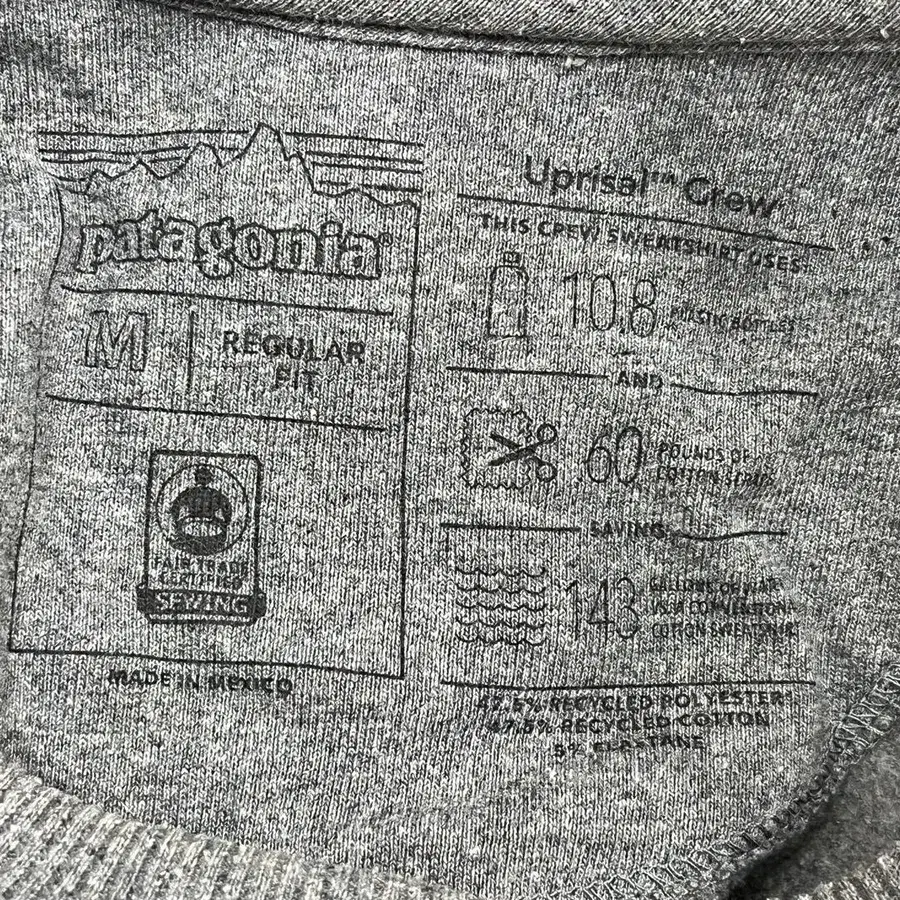 patagonia®
M
REGULAR
FIT
FAIR TRADE
CERTIFIED
SEWING
MADE IN MEXICO
Uprisal™ Crew
THIS CREW SWEATSHIRT USES:
10.8 PLASTIC BOTTLES
AND
.60 POUNDS OF
COTTON SCRAPS
SAVING
143 GALLONS OF WATER
VS. A CONVENTIONAL
COTTON SWEATSHIRT
47.5% RECYCLED POLYESTER
47.5% RECYCLED COTTON
5% ELASTANE